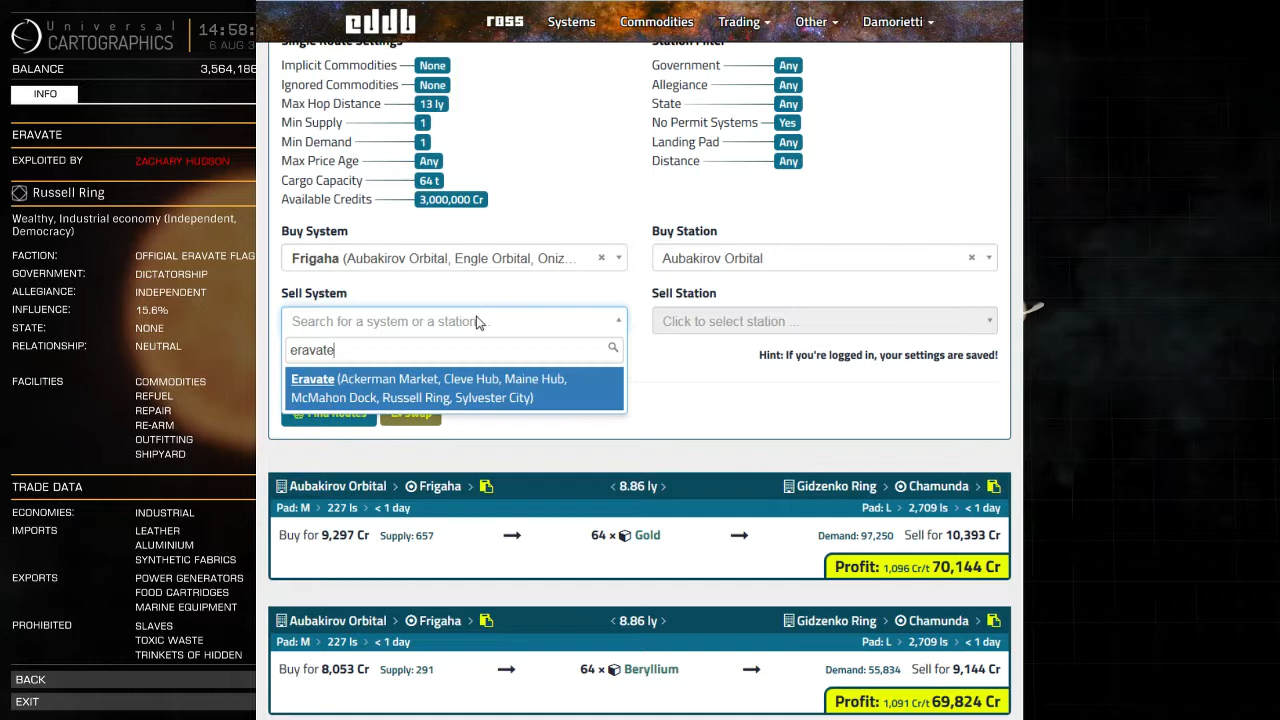 Universal
CARTOGRAPHICS
14:58:
6 AUG 3
BALANCE
3,564,186
INFO
ERAVATE
EXPLOITED BY
ZACHARY HUDSON
Russell Ring
Wealthy, Industrial economy (Independent,
Democracy)
FACTION:
OFFICIAL ERAVATE FLAG
GOVERNMENT:
DICTATORSHIP
ALLEGIANCE:
INDEPENDENT
INFLUENCE:
15.6%
STATE:
NONE
RELATIONSHIP:
NEUTRAL
FACILITIES
COMMODITIES
REFUEL
REPAIR
RE-ARM
OUTFITTING
SHIPYARD
TRADE DATA
ECONOMIES:
INDUSTRIAL
IMPORTS
LEATHER
ALUMINIUM
SYNTHETIC FABRICS
EXPORTS
POWER GENERATORS
FOOD CARTRIDGES
MARINE EQUIPMENT
PROHIBITED
SLAVES
TOXIC WASTE
TRINKETS OF HIDDEN
BACK
EXIT
eddb
ross
Systems
Commodities
Trading
Other
Damorietti
Single Route Settings
Implicit Commodities
None
Ignored Commodities
None
Max Hop Distance
13 ly
Min Supply
1
Min Demand
1
Max Price Age
Any
Cargo Capacity
64 t
Available Credits
3,000,000 Cr
Station Filter
Government
Any
Allegiance
Any
State
Any
No Permit Systems
Yes
Landing Pad
Any
Distance
Any
Buy System
Frigaha (Aubakirov Orbital, Engle Orbital, Oniz... ×
Buy Station
Aubakirov Orbital ×
Sell System
Search for a system or a station ...
eravate
Eravate (Ackerman Market, Cleve Hub, Maine Hub,
McMahon Dock, Russell Ring, Sylvester City)
Sell Station
Click to select station ...
Hint: If you're logged in, your settings are saved!
Find Routes
Swap
Aubakirov Orbital > Frigaha >
< 8.86 ly >
Gidzenko Ring > Chamunda >
Pad: M > 227 ls > < 1 day
Pad: L > 2,709 ls > < 1 day
Buy for 9,297 Cr Supply: 657
64 × Gold
Demand: 97,250 Sell for 10,393 Cr
Profit: 1,096 Cr/t 70,144 Cr
Aubakirov Orbital > Frigaha >
< 8.86 ly >
Gidzenko Ring > Chamunda >
Pad: M > 227 ls > < 1 day
Pad: L > 2,709 ls > < 1 day
Buy for 8,053 Cr Supply: 291
64 × Beryllium
Demand: 55,834 Sell for 9,144 Cr
Profit: 1,091 Cr/t 69,824 Cr